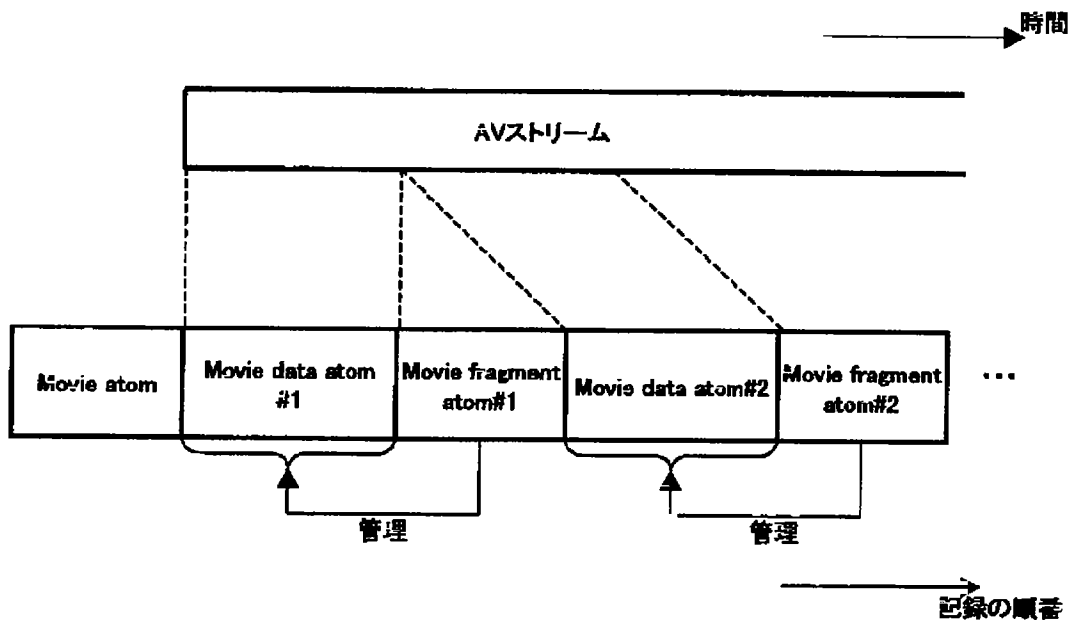 時間
AVストリーム
Movie atom
Movie data atom
#1
Movie fragment
atom#1
Movie data atom#2
Movie fragment
atom#2
...
管理
管理
記録の順番